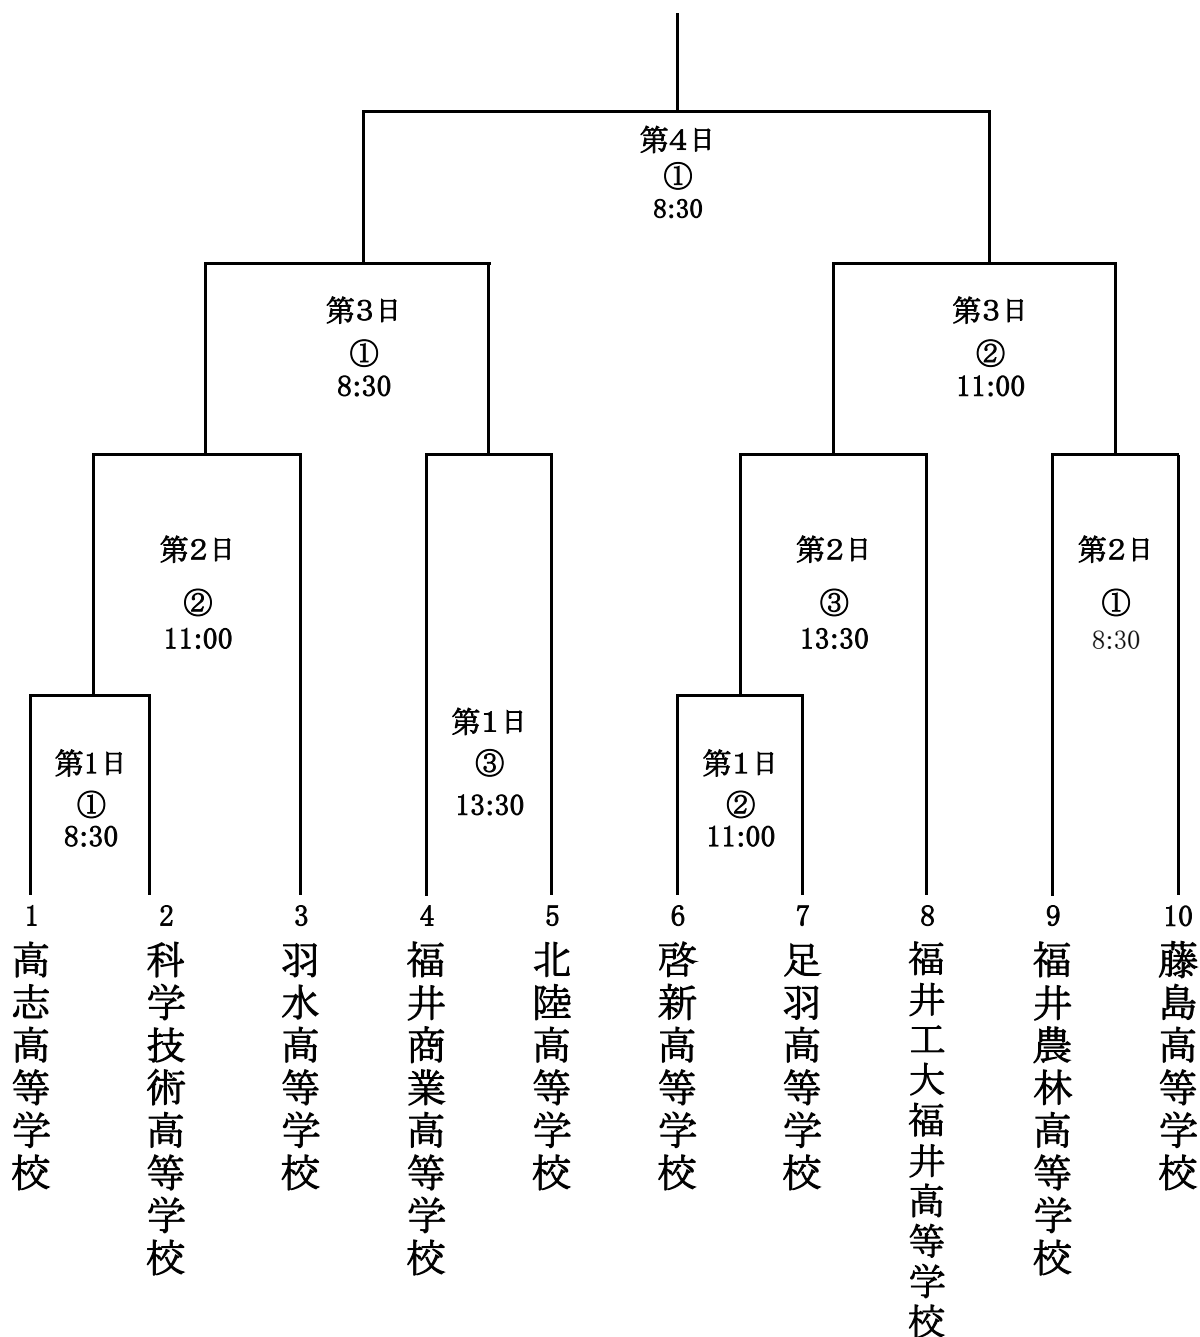 第4日
①
8:30
第3日
①
8:30
第3日
②
11:00
第2日
②
11:00
第2日
③
13:30
第2日
①
8:30
第1日
①
8:30
第1日
③
13:30
第1日
②
11:00
1
高志高等学校
2
科学技術高等学校
3
羽水高等学校
4
福井商業高等学校
5
北陸高等学校
6
啓新高等学校
7
足羽高等学校
8
福井工大福井高等学校
9
福井農林高等学校
10
藤島高等学校